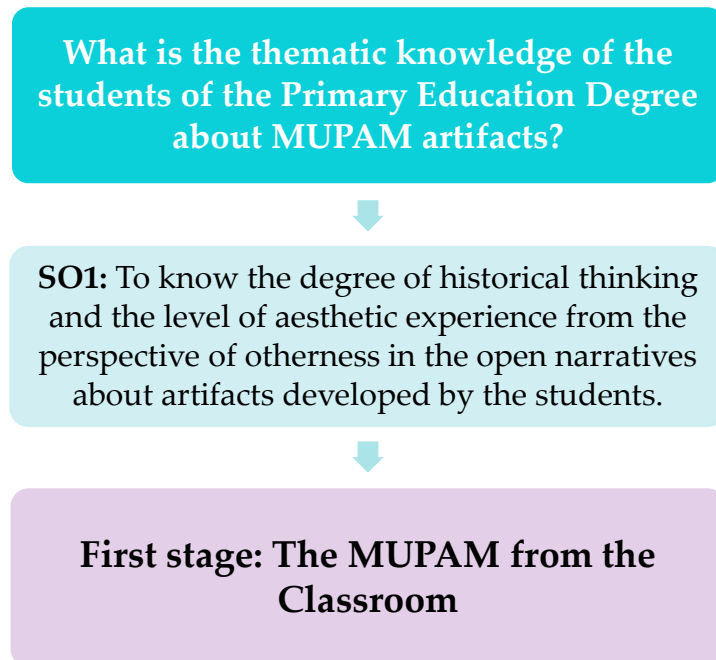 What is the thematic knowledge of the
students of the Primary Education Degree
about MUPAM artifacts?
SO1: To know the degree of historical thinking
and the level of aesthetic experience from the
perspective of otherness in the open narratives
about artifacts developed by the students.
First stage: The MUPAM from the
Classroom